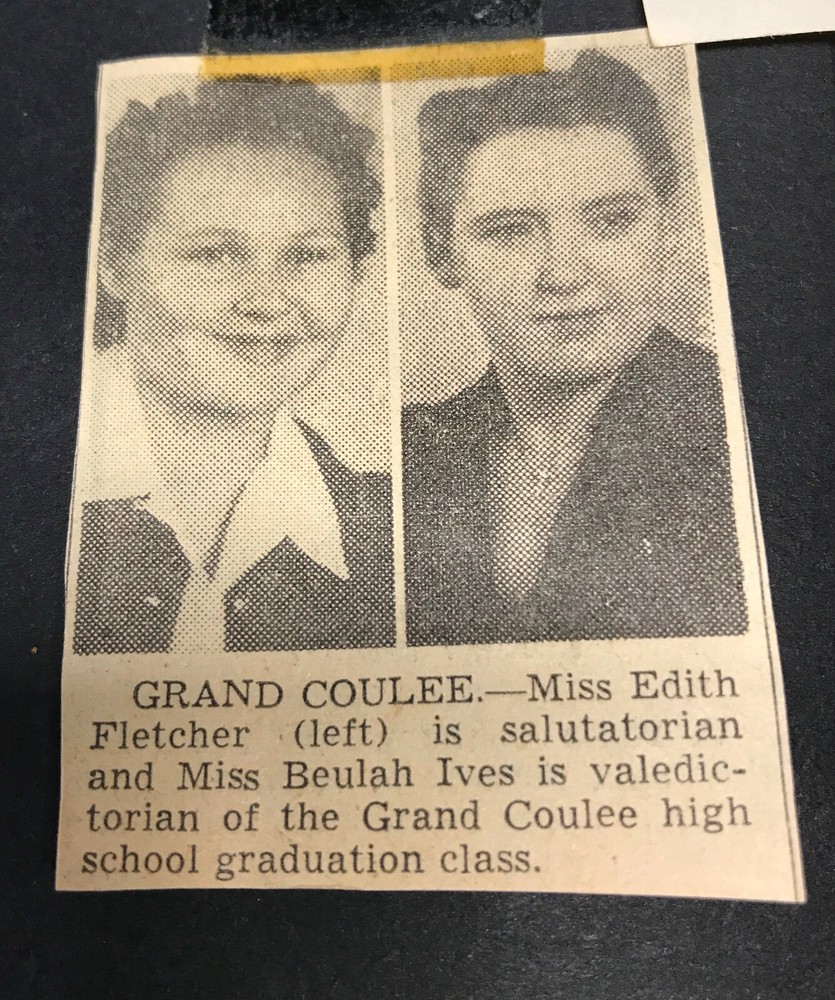 GRAND COULEE.—Miss Edith
Fletcher (left) is salutatorian
and Miss Beulah Ives is valedic-
torian of the Grand Coulee high
school graduation class.